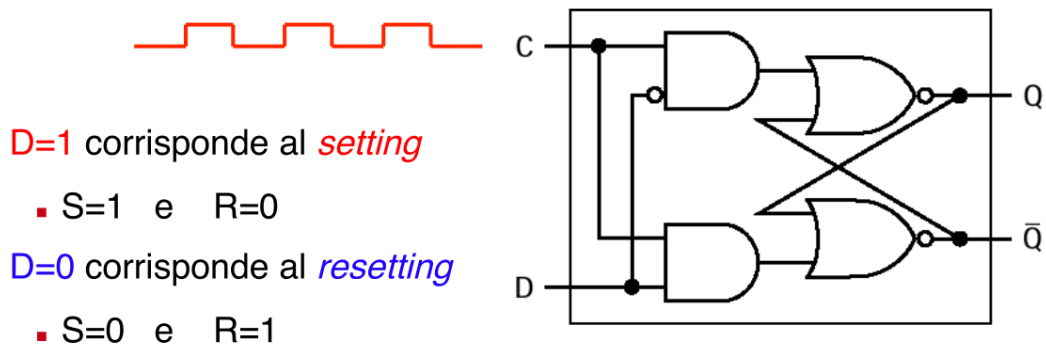 D=1 corrisponde al setting
▪ S=1 e R=0
D=0 corrisponde al resetting
▪ S=0 e R=1
C
D
Q
Q̅